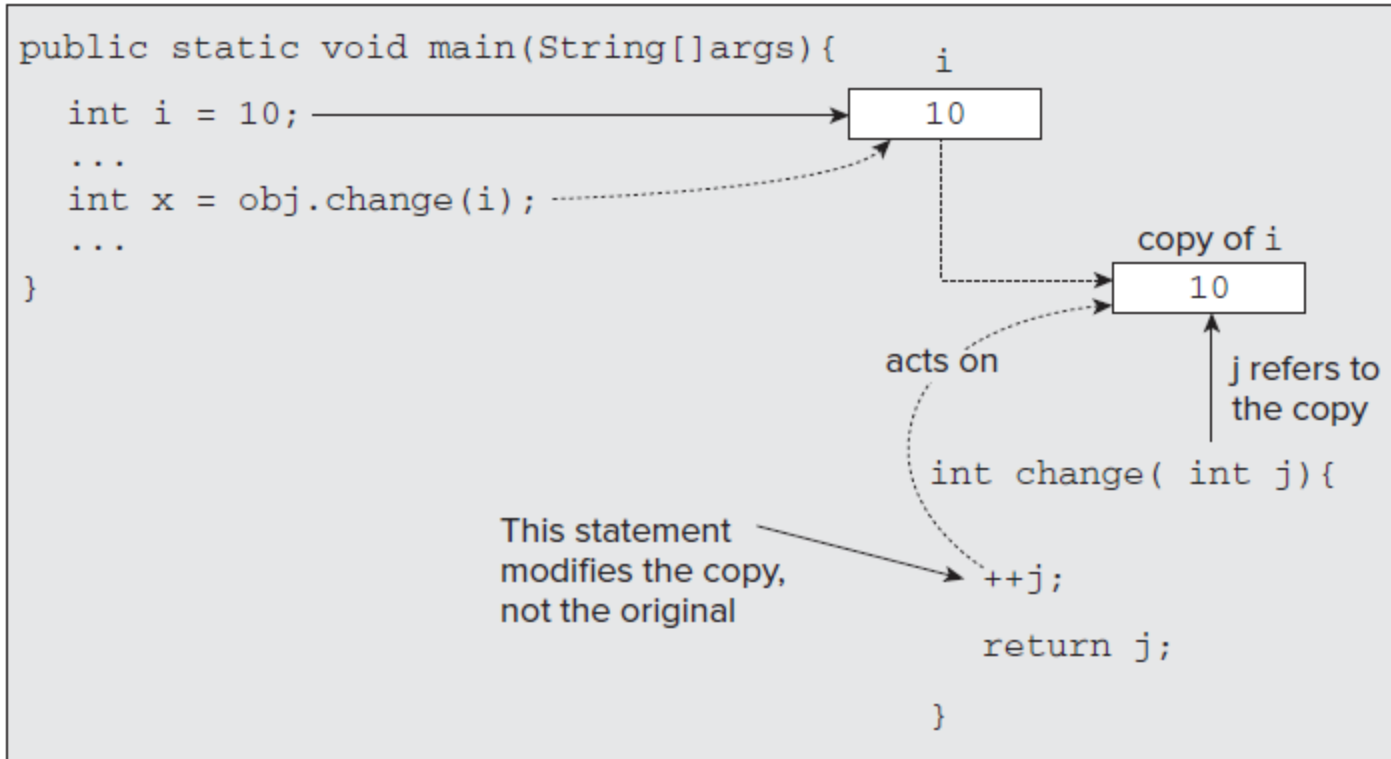 public static void main(String[]args){
i
int i = 10;
10
...
int x = obj.change(i);
...
copy of i
}
10
acts on
j refers to
the copy
int change( int j){
This statement
modifies the copy,
not the original
++j;
return j;
}